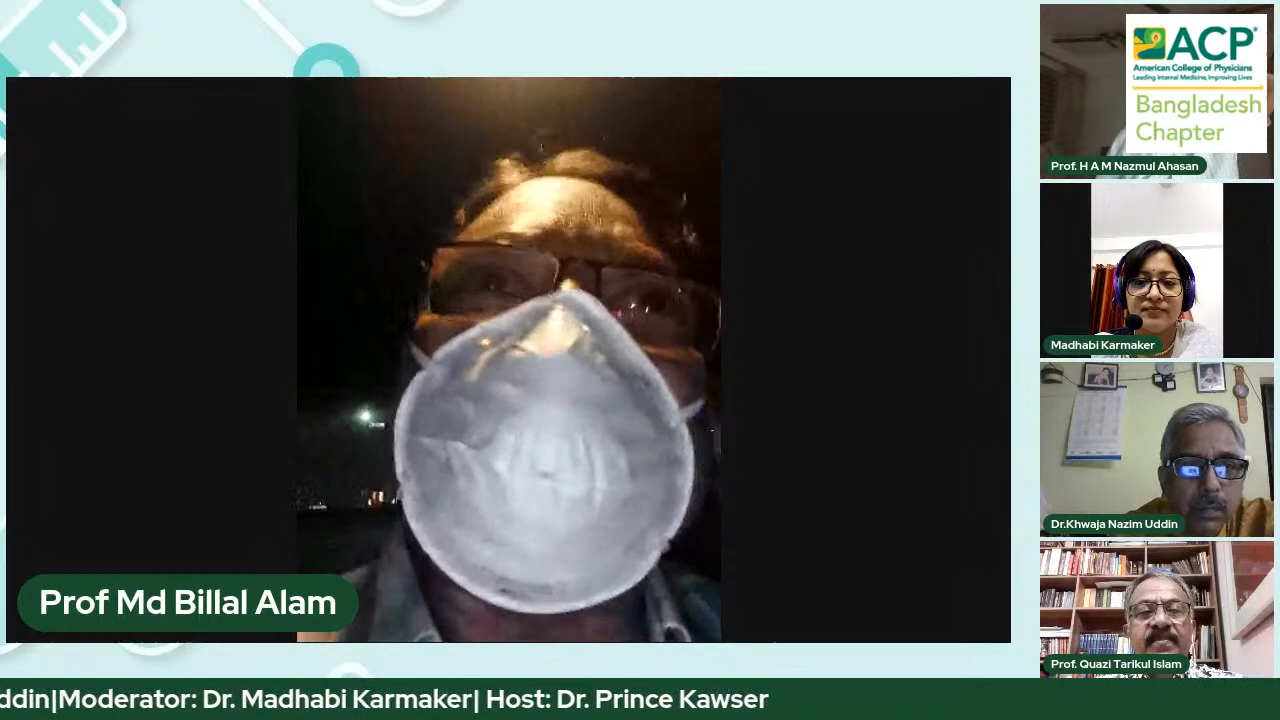 ACP
American College of Physicians
Leading Internal Medicine, Improving Lives
Bangladesh
Chapter
Prof. H A M Nazmul Ahasan
Madhabi Karmaker
Dr.Khwaja Nazim Uddin
Prof. Quazi Tarikul Islam
Prof Md Billal Alam
ddin|Moderator: Dr. Madhabi Karmaker| Host: Dr. Prince Kawser